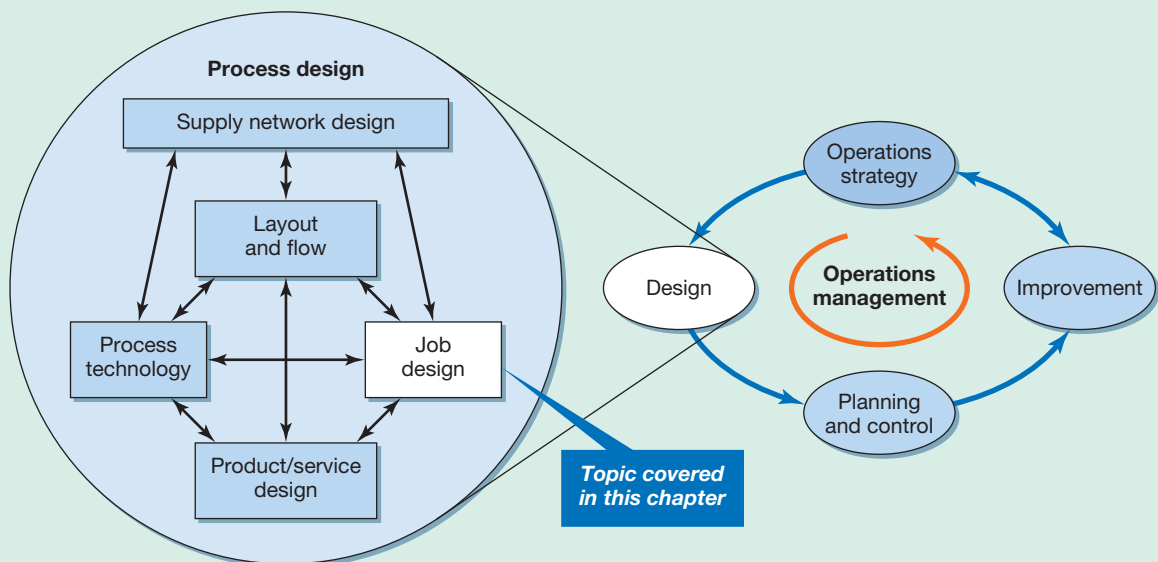 Process design
Supply network design
Layout
and flow
Process
technology
Job
design
Product/service
design
Topic covered
in this chapter
Operations
strategy
Design
Operations
management
Improvement
Planning
and control